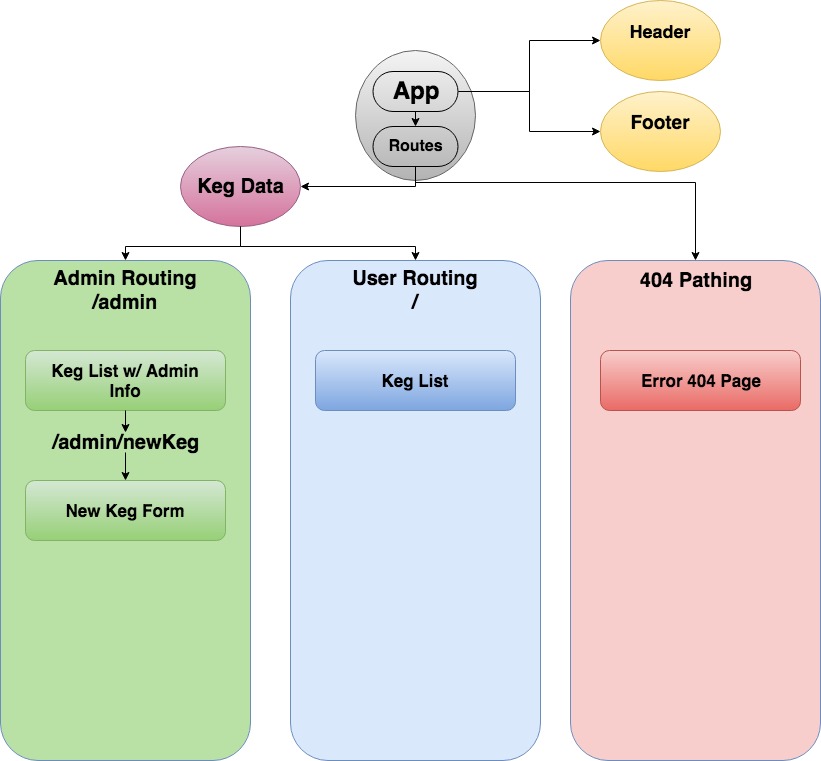 Header
App
Footer
Routes
Keg Data
Admin Routing
/admin
User Routing
/
404 Pathing
Keg List w/ Admin
Info
Keg List
Error 404 Page
/admin/newKeg
New Keg Form